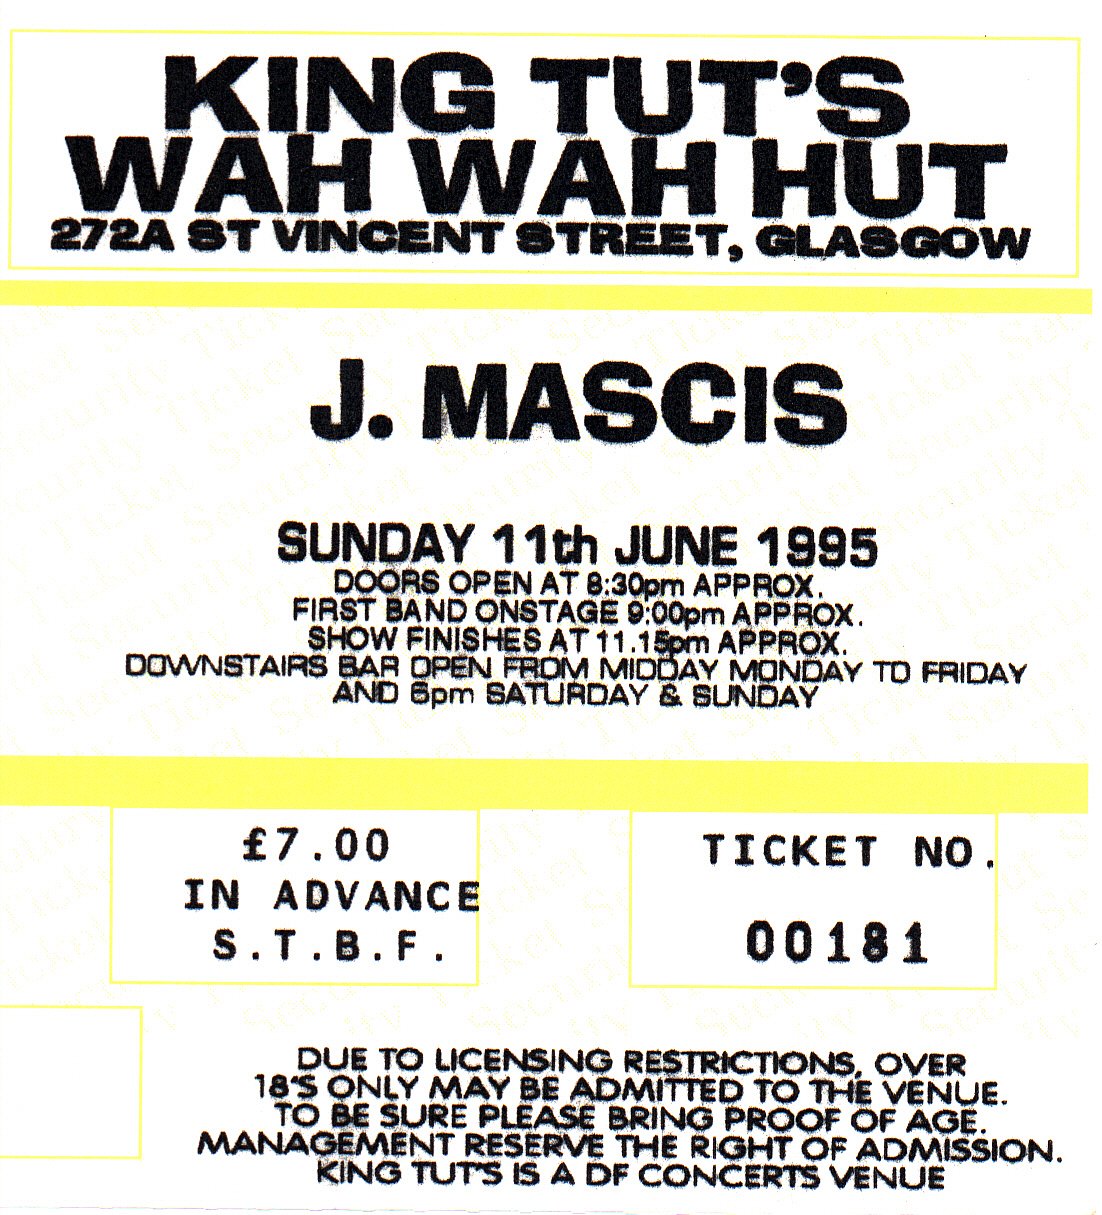 KING TUT'S
WAH WAH HUT
272A ST VINCENT STREET, GLASGOW
J. MASCIS
SUNDAY 11th JUNE 1995
DOORS OPEN AT 8:30pm APPROX.
FIRST BAND ONSTAGE 9:00pm APPROX.
SHOW FINISHES AT 11.15pm APPROX.
DOWNSTAIRS BAR OPEN FROM MIDDAY MONDAY TO FRIDAY
AND 6pm SATURDAY & SUNDAY
£7.00
IN ADVANCE
S.T.B.F.
TICKET NO.
00181
DUE TO LICENSING RESTRICTIONS, OVER
18'S ONLY MAY BE ADMITTED TO THE VENUE.
TO BE SURE PLEASE BRING PROOF OF AGE.
MANAGEMENT RESERVE THE RIGHT OF ADMISSION.
KING TUT'S IS A DF CONCERTS VENUE